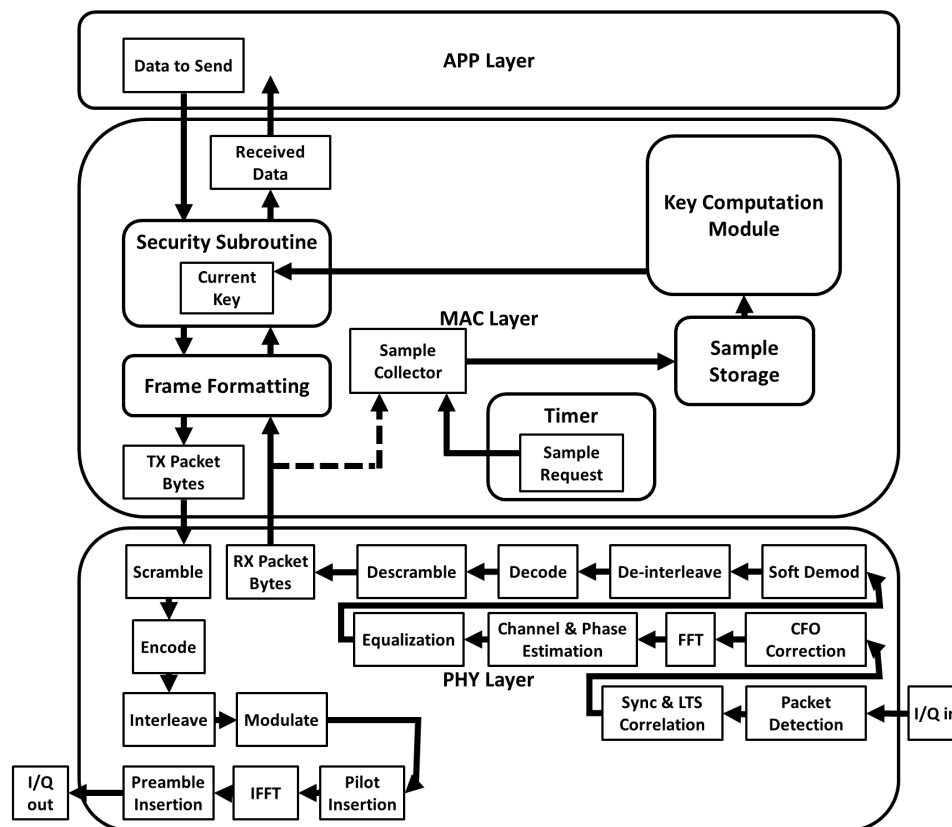 Data to Send
APP Layer
Received
Data
Key Computation
Module
Security Subroutine
Current
Key
MAC Layer
Sample
Collector
Sample
Storage
Frame Formatting
Timer
Sample
Request
TX Packet
Bytes
Scramble
RX Packet
Bytes
Descramble
Decode
De-interleave
Soft Demod
Encode
Equalization
Channel & Phase
Estimation
FFT
CFO
Correction
PHY Layer
Interleave
Modulate
Sync & LTS
Correlation
Packet
Detection
I/Q in
I/Q
out
Preamble
Insertion
IFFT
Pilot
Insertion